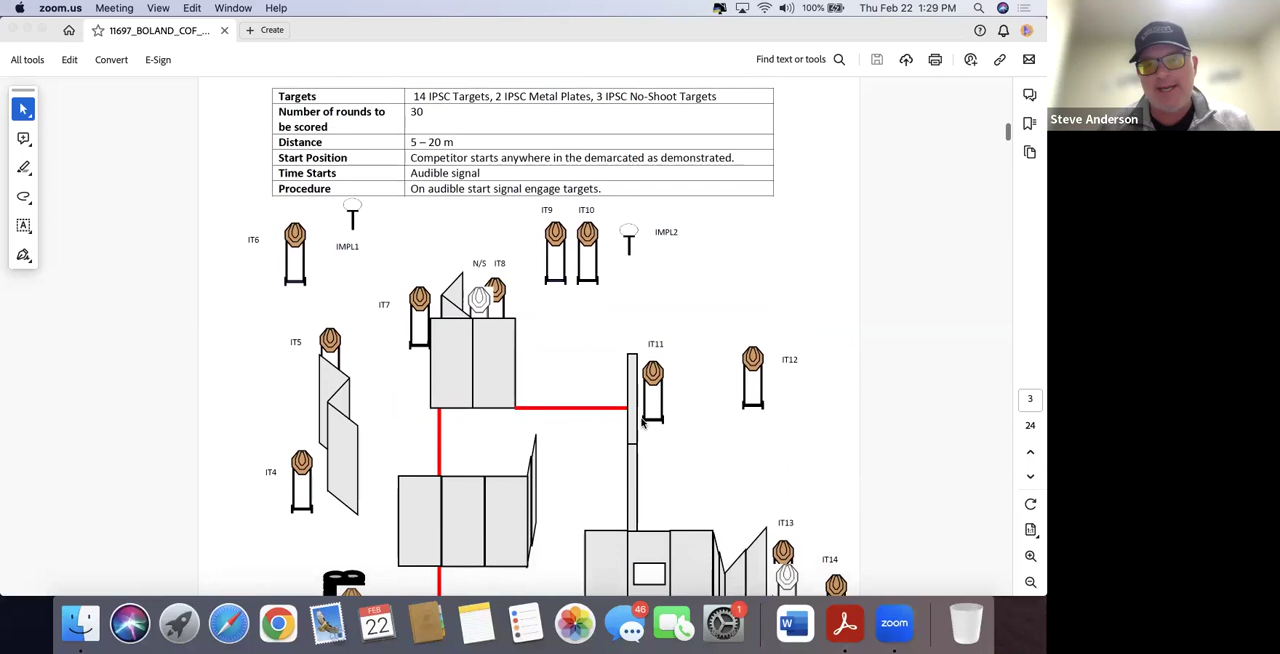 zoom.us Meeting View Edit Window Help 100% Thu Feb 22 1:29 PM
11697_BOLAND_COF_... Create
All tools Edit Convert E-Sign Find text or tools
Steve Anderson
Targets 14 IPSC Targets, 2 IPSC Metal Plates, 3 IPSC No-Shoot Targets
Number of rounds to 30
be scored
Distance 5 – 20 m
Start Position Competitor starts anywhere in the demarcated as demonstrated.
Time Starts Audible signal
Procedure On audible start signal engage targets.
IT9 IT10
IT6 IMPL1 IMPL2
N/S IT8
IT7
IT5 IT11
IT12
3
24
IT4
IT13
IT14
FEB
22
46
1
W
zoom